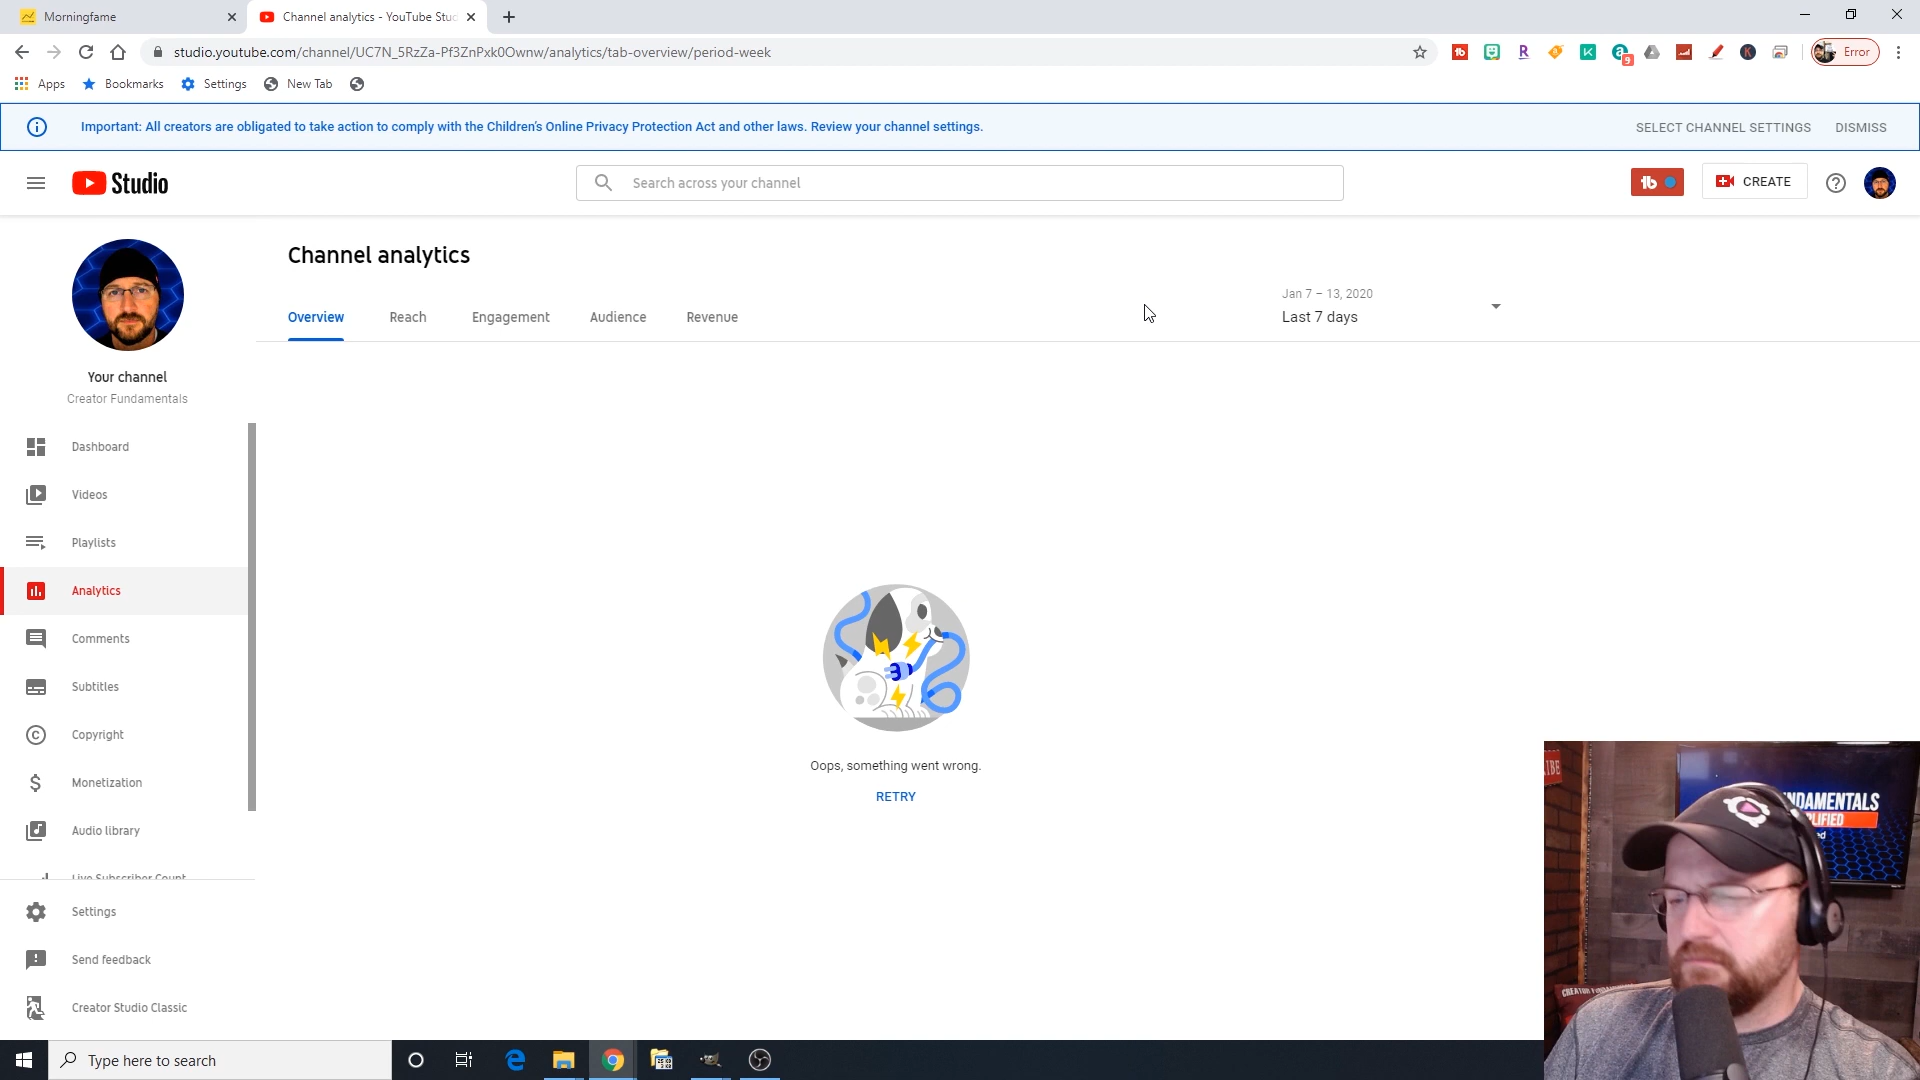 Morningfame
Channel analytics - YouTube Stud
studio.youtube.com/channel/UC7N_5RzZa-Pf3ZnPxk0Ownw/analytics/tab-overview/period-week
9
Error
Apps
Bookmarks
Settings
New Tab
Important: All creators are obligated to take action to comply with the Children's Online Privacy Protection Act and other laws. Review your channel settings.
SELECT CHANNEL SETTINGS
DISMISS
Studio
Search across your channel
CREATE
Channel analytics
Jan 7 – 13, 2020
Last 7 days
Overview
Reach
Engagement
Audience
Revenue
Your channel
Creator Fundamentals
Dashboard
Videos
Playlists
Analytics
Comments
Subtitles
Copyright
Monetization
Audio library
Live Subscriber Count
Settings
Send feedback
Creator Studio Classic
Oops, something went wrong.
RETRY
Type here to search